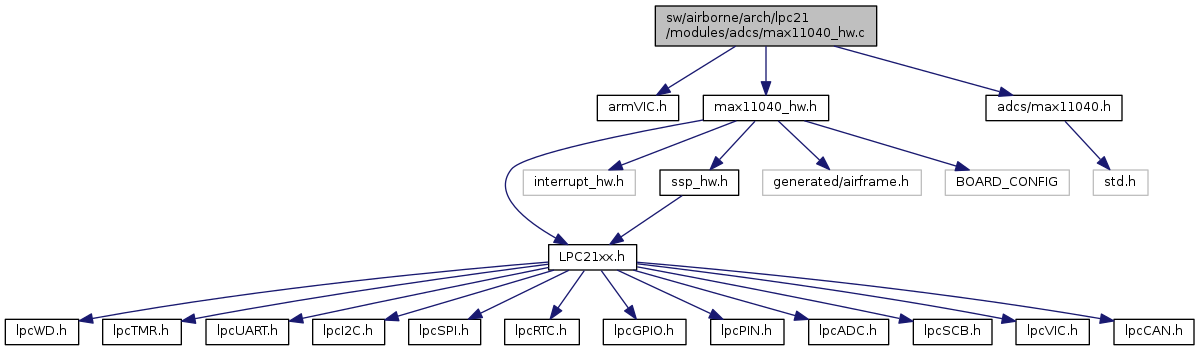 sw/airborne/arch/lpc21
/modules/adcs/max11040_hw.c
armVIC.h
max11040_hw.h
adcs/max11040.h
interrupt_hw.h
ssp_hw.h
generated/airframe.h
BOARD_CONFIG
std.h
LPC21xx.h
lpcWD.h
lpcTMR.h
lpcUART.h
lpcI2C.h
lpcSPI.h
lpcRTC.h
lpcGPIO.h
lpcPIN.h
lpcADC.h
lpcSCB.h
lpcVIC.h
lpcCAN.h